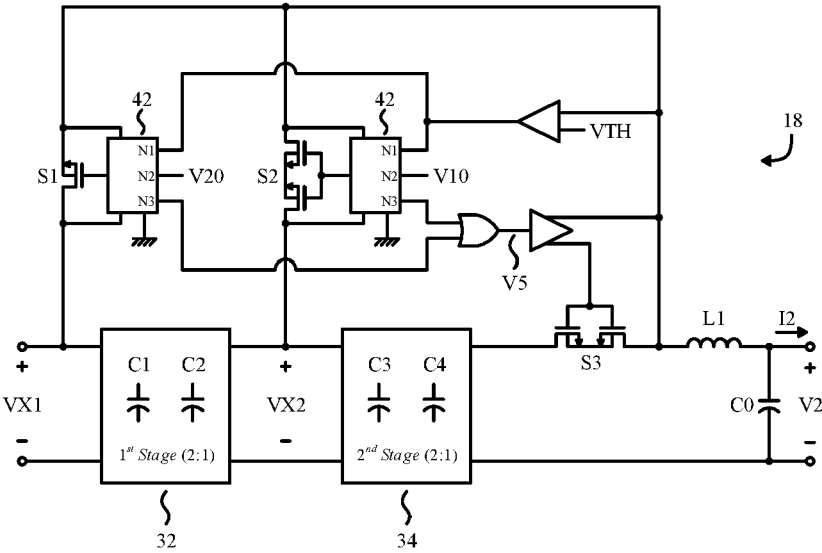 42
42
18
N1
N2
N3
S1
V20
S2
N1
N2
N3
V10
VTH
V5
L1
I2
+
VX1
−
C1 C2
1st Stage (2:1)
+
VX2
−
C3 C4
2nd Stage (2:1)
S3
C0
+
V2
−
32
34